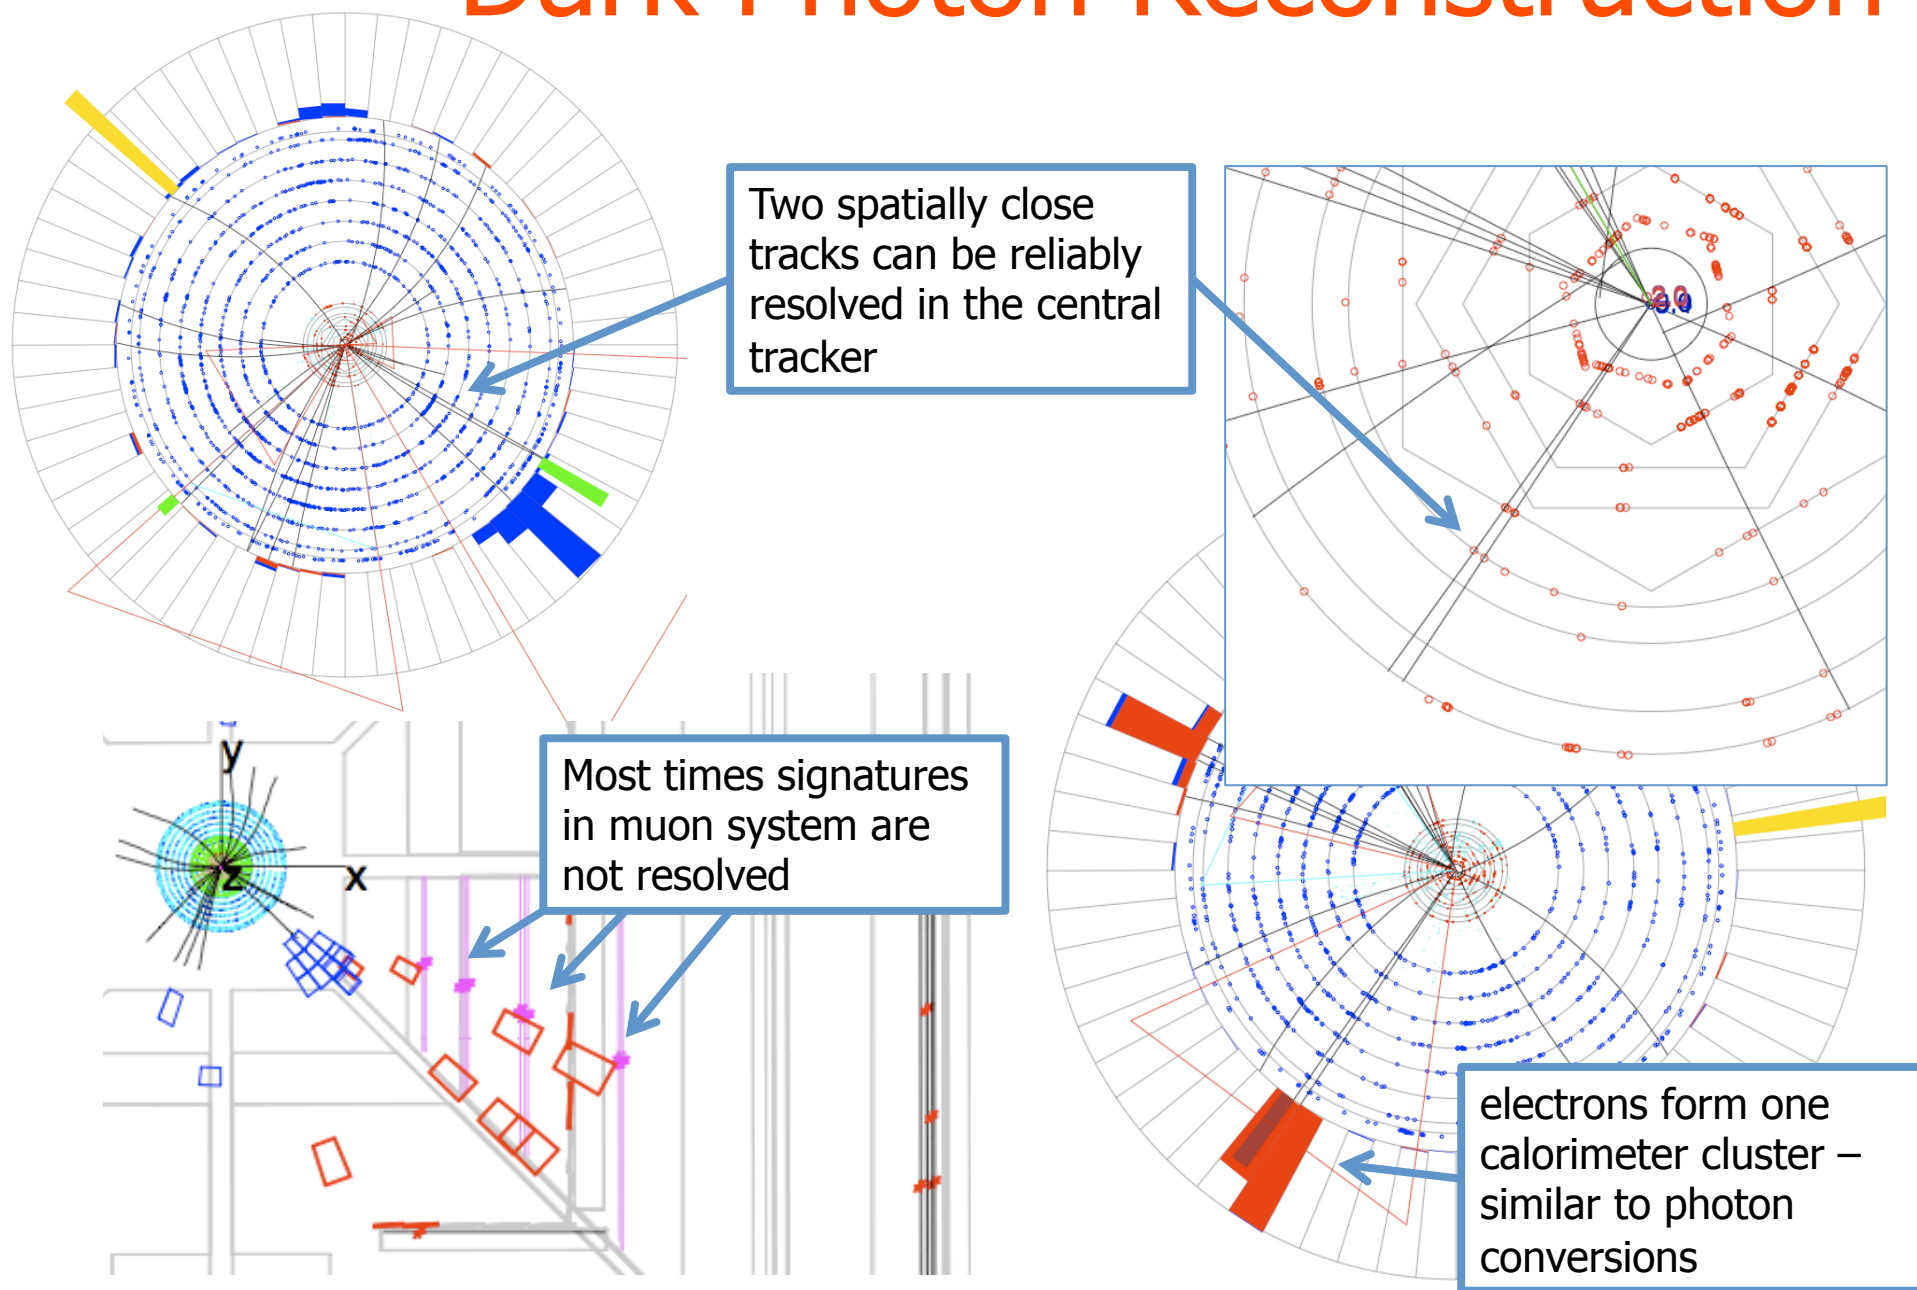 Dark Photon Reconstruction
Two spatially close
tracks can be reliably
resolved in the central
tracker
y
x
z
Most times signatures
in muon system are
not resolved
electrons form one
calorimeter cluster –
similar to photon
conversions